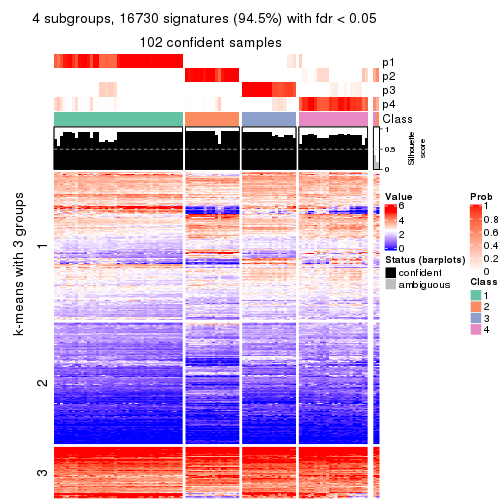 4 subgroups, 16730 signatures (94.5%) with fdr < 0.05
102 confident samples
p1
p2
p3
p4
Class
1
0.5
0
Silhouette
score
k-means with 3 groups
1
2
3
Value
6
4
2
0
Status (barplots)
confident
ambiguous
Prob
1
0.8
0.6
0.4
0.2
0
Class
1
2
3
4